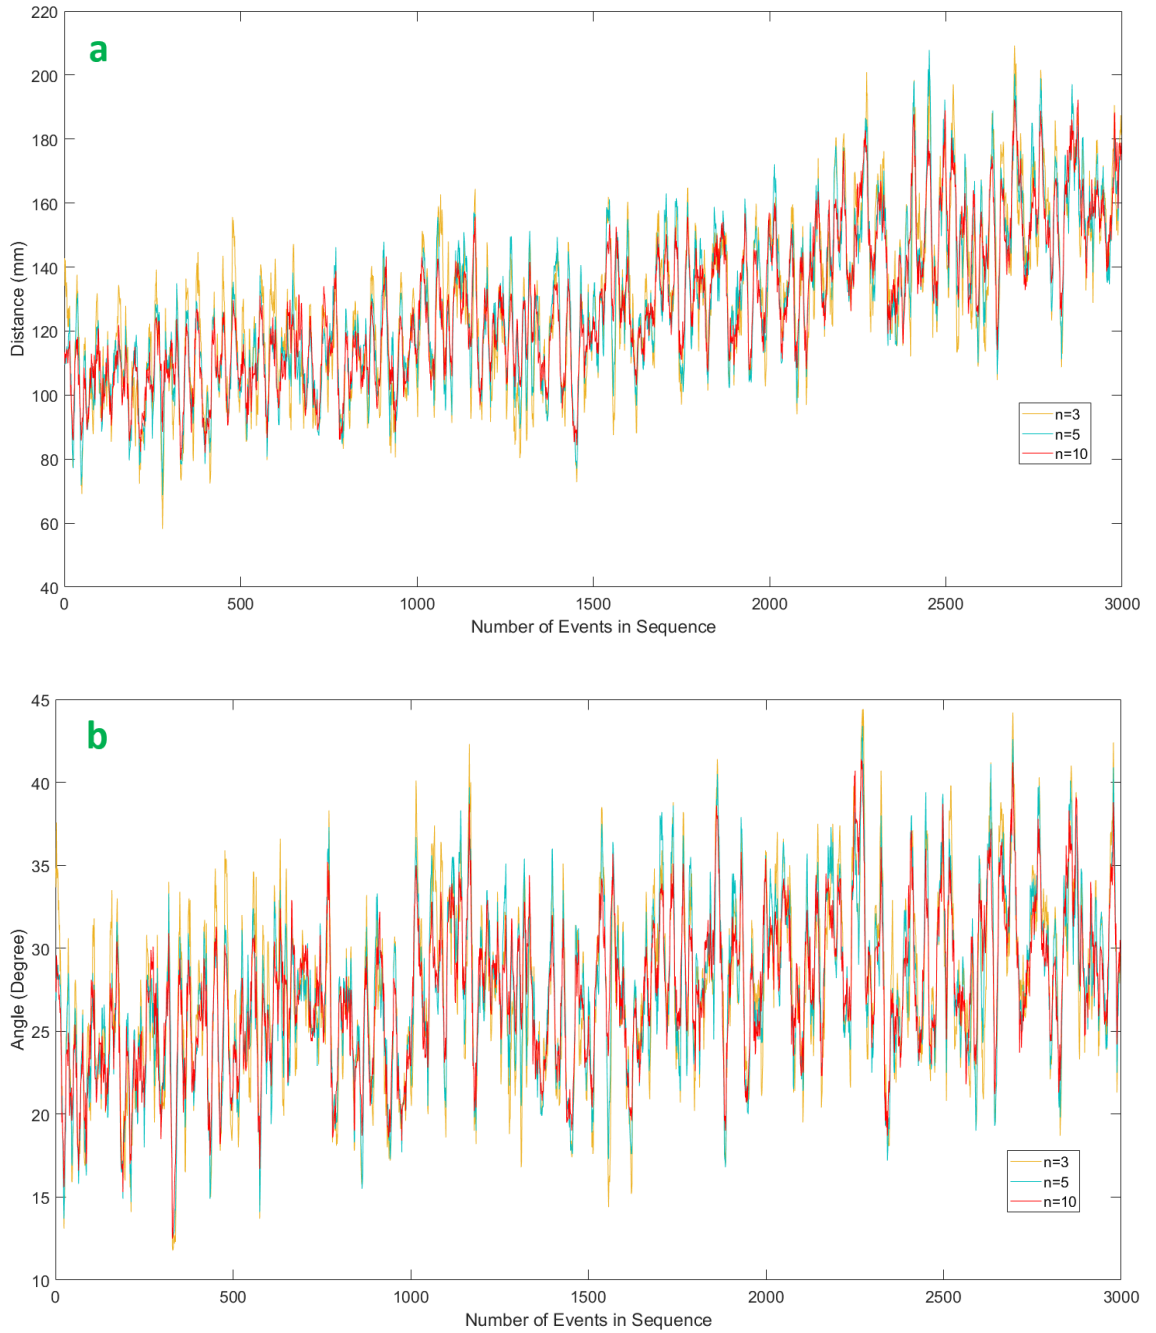 a
220
200
180
160
140
120
100
80
60
40
Distance (mm)
n=3
n=5
n=10
0 500 1000 1500 2000 2500 3000
Number of Events in Sequence
b
45
40
35
30
25
20
15
10
Angle (Degree)
n=3
n=5
n=10
0 500 1000 1500 2000 2500 3000
Number of Events in Sequence